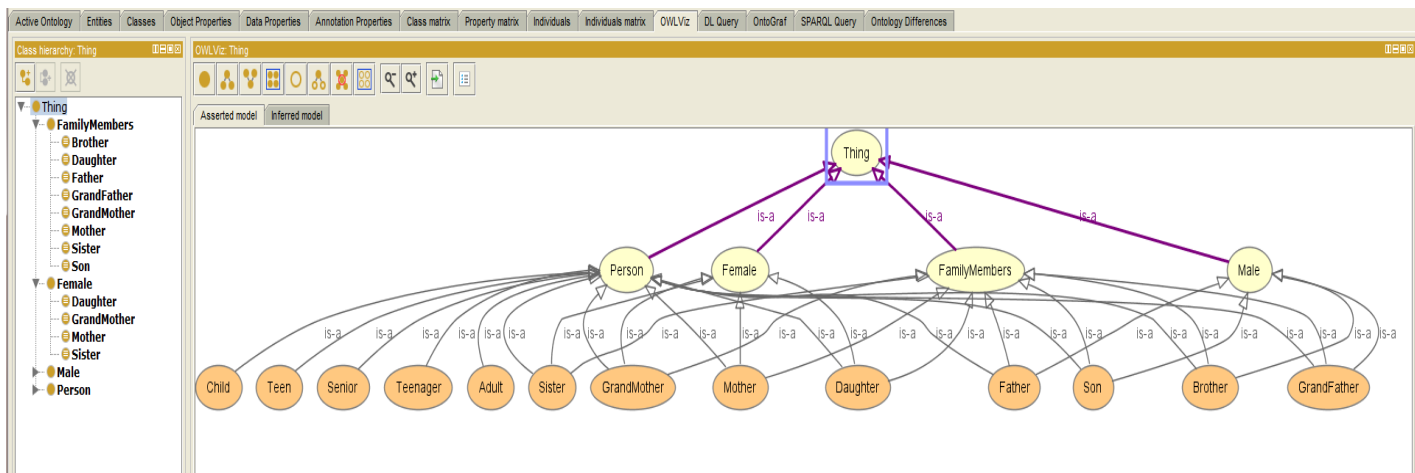 Active Ontology Entities Classes Object Properties Data Properties Annotation Properties Class matrix Property matrix Individuals Individuals matrix OWLViz DL Query OntoGraf SPARQL Query Ontology Differences
Class hierarchy: Thing
Thing
FamilyMembers
Brother
Daughter
Father
GrandFather
GrandMother
Mother
Sister
Son
Female
Daughter
GrandMother
Mother
Sister
Male
Person
OWLViz: Thing
Asserted model Inferred model
Thing
is-a is-a is-a is-a
Person Female FamilyMembers Male
is-a is-a is-a is-a is-a is-a is-a is-a is-a is-a is-a is-a is-a is-a is-a is-a is-a is-a is-a is-a is-a
Child Teen Senior Teenager Adult Sister GrandMother Mother Daughter Father Son Brother GrandFather